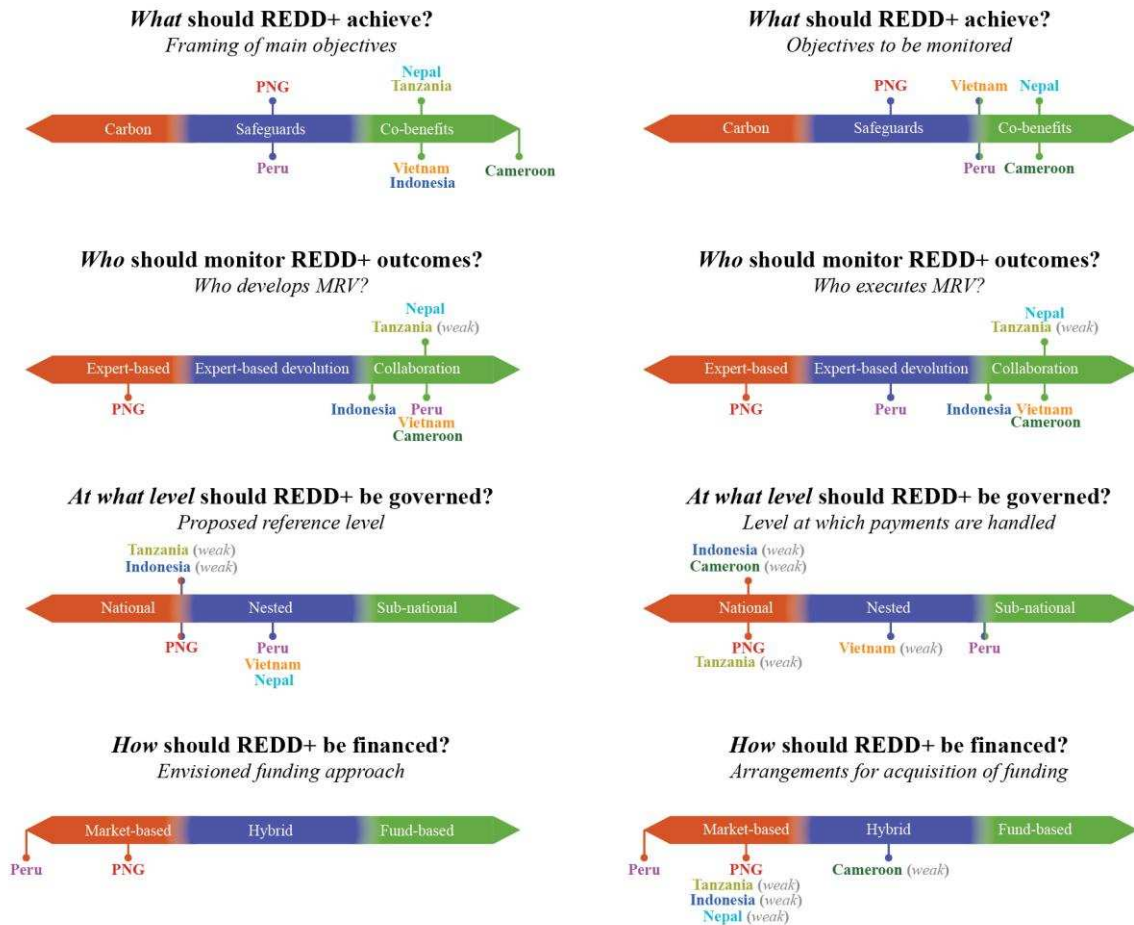 What should REDD+ achieve?
Framing of main objectives
Nepal
Tanzania
PNG
Carbon Safeguards Co-benefits
Peru
Vietnam
Indonesia
Cameroon
What should REDD+ achieve?
Objectives to be monitored
PNG Vietnam Nepal
Carbon Safeguards Co-benefits
Peru Cameroon
Who should monitor REDD+ outcomes?
Who develops MRV?
Nepal
Tanzania (weak)
Expert-based Expert-based devolution Collaboration
PNG Indonesia Peru
Vietnam
Cameroon
Who should monitor REDD+ outcomes?
Who executes MRV?
Nepal
Tanzania (weak)
Expert-based Expert-based devolution Collaboration
PNG Peru Indonesia Vietnam
Cameroon
At what level should REDD+ be governed?
Proposed reference level
Tanzania (weak)
Indonesia (weak)
National Nested Sub-national
PNG Peru
Vietnam
Nepal
At what level should REDD+ be governed?
Level at which payments are handled
Indonesia (weak)
Cameroon (weak)
National Nested Sub-national
PNG Vietnam (weak) Peru
Tanzania (weak)
How should REDD+ be financed?
Envisioned funding approach
Market-based Hybrid Fund-based
Peru PNG
How should REDD+ be financed?
Arrangements for acquisition of funding
Market-based Hybrid Fund-based
Peru PNG Cameroon (weak)
Tanzania (weak)
Indonesia (weak)
Nepal (weak)